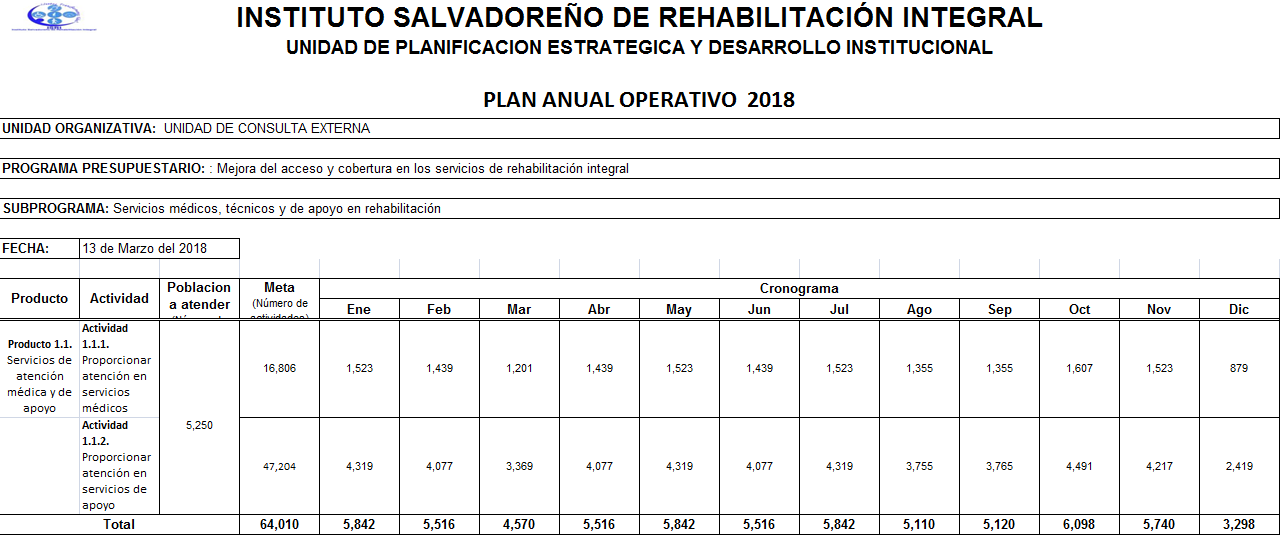 INSTITUTO SALVADOREÑO DE REHABILITACIÓN INTEGRAL
UNIDAD DE PLANIFICACION ESTRATEGICA Y DESARROLLO INSTITUCIONAL
PLAN ANUAL OPERATIVO 2018
UNIDAD ORGANIZATIVA: UNIDAD DE CONSULTA EXTERNA
PROGRAMA PRESUPUESTARIO: : Mejora del acceso y cobertura en los servicios de rehabilitación integral
SUBPROGRAMA: Servicios médicos, técnicos y de apoyo en rehabilitación
FECHA: 13 de Marzo del 2018
Producto Actividad Poblacion a atender Meta (Número de actividades) Cronograma
Ene Feb Mar Abr May Jun Jul Ago Sep Oct Nov Dic
Producto 1.1.
Servicios de
atención
médica y de
apoyo
Actividad
1.1.1.
Proporcionar
atención en
servicios
médicos
5,250
16,806 1,523 1,439 1,201 1,439 1,523 1,439 1,523 1,355 1,355 1,607 1,523 879
Actividad
1.1.2.
Proporcionar
atención en
servicios de
apoyo
47,204 4,319 4,077 3,369 4,077 4,319 4,077 4,319 3,755 3,765 4,491 4,217 2,419
Total 64,010 5,842 5,516 4,570 5,516 5,842 5,516 5,842 5,110 5,120 6,098 5,740 3,298